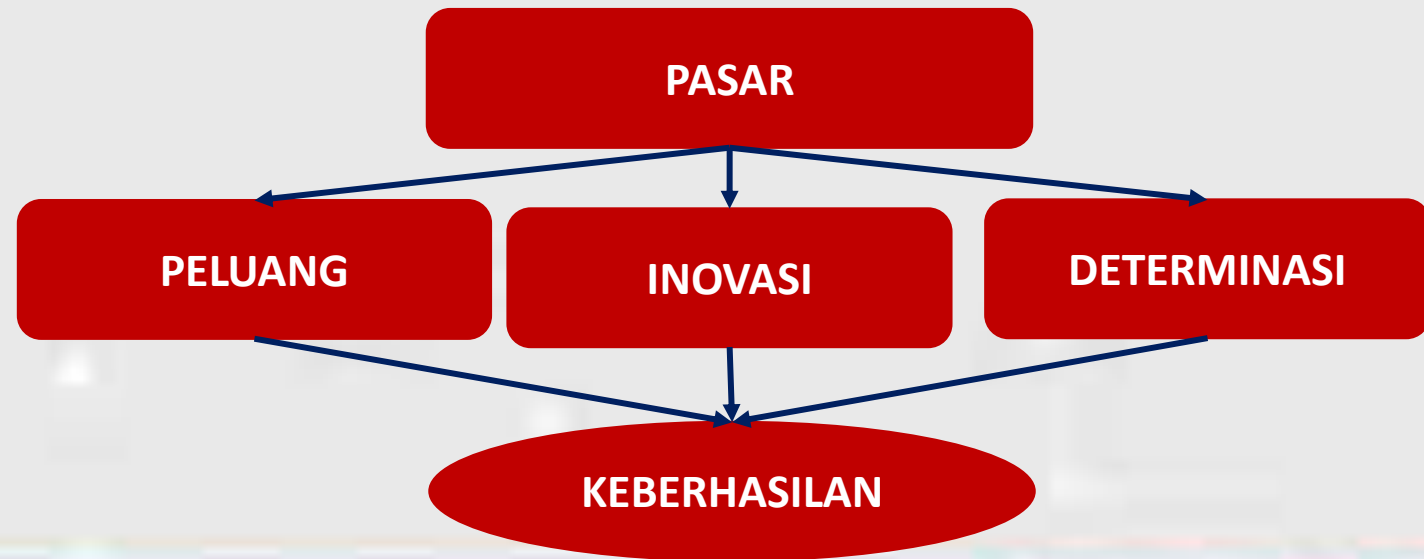 PASAR
PELUANG
INOVASI
DETERMINASI
KEBERHASILAN